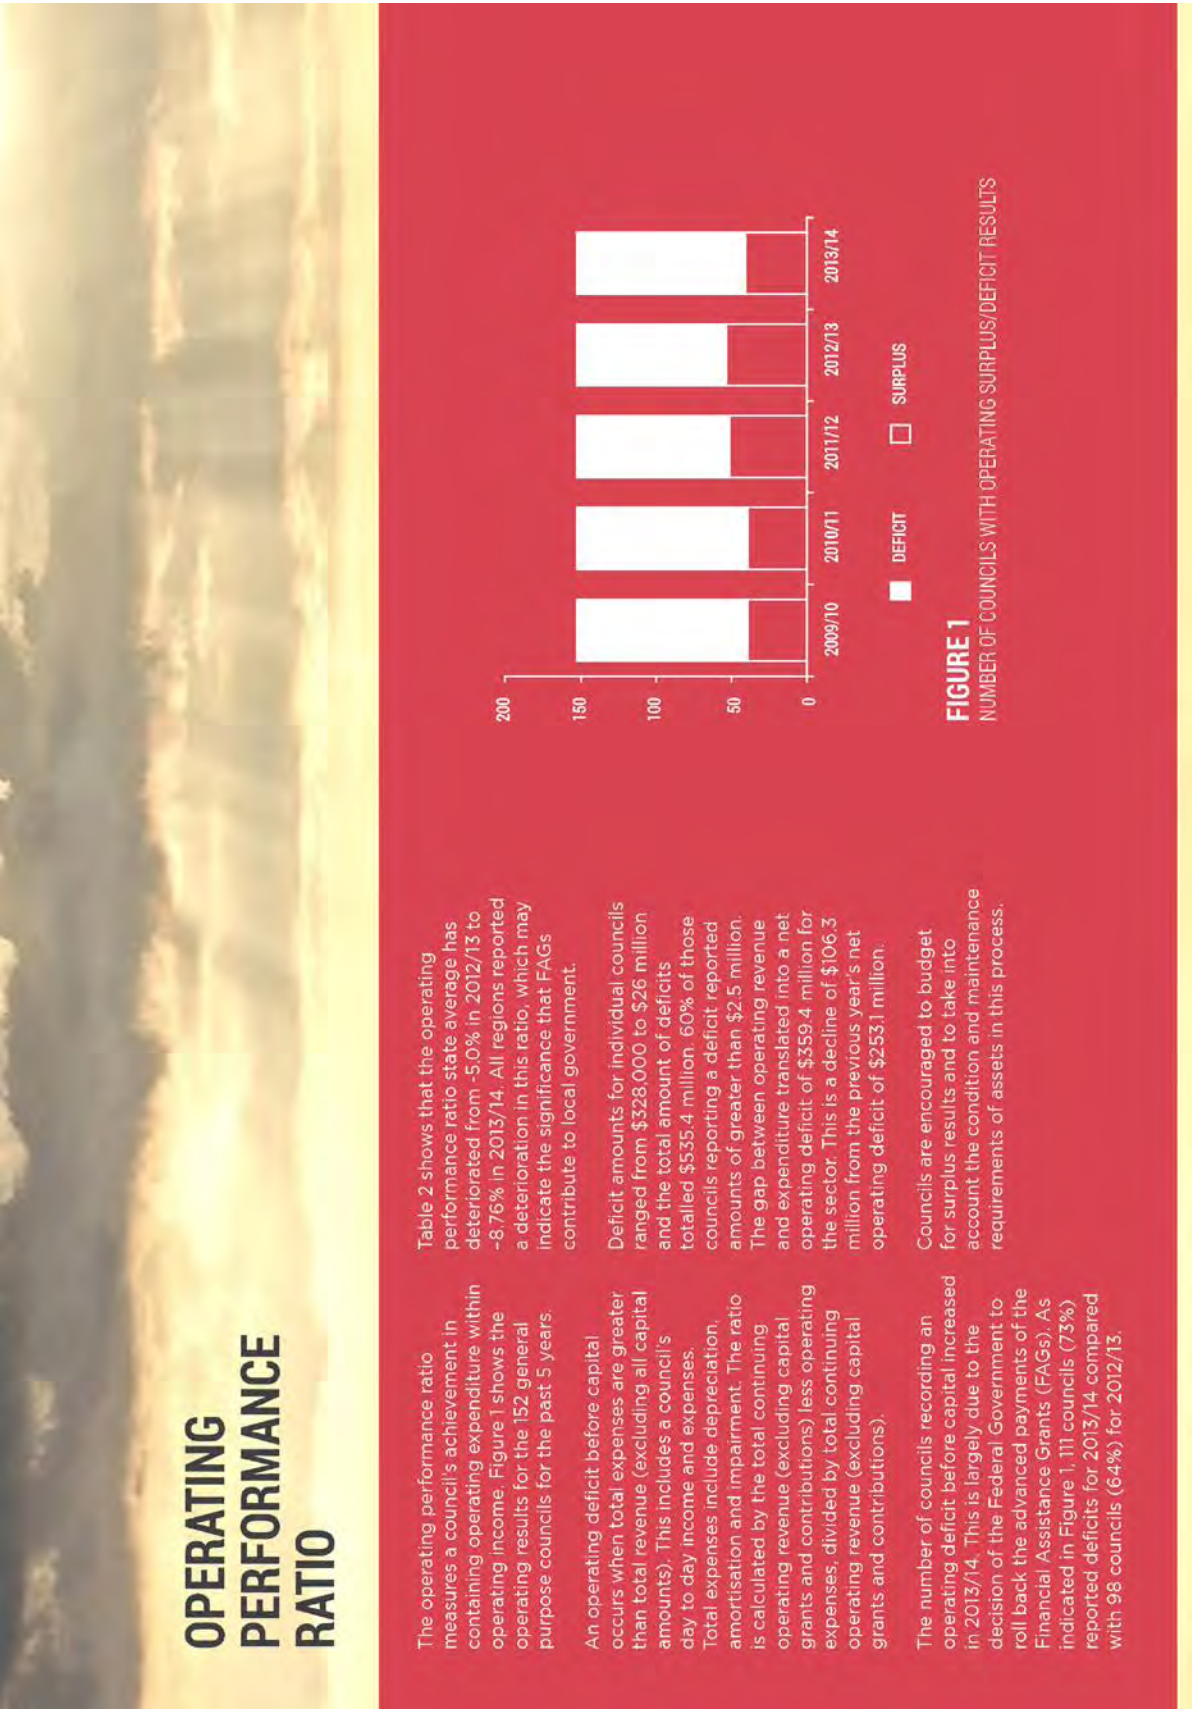 OPERATING
PERFORMANCE
RATIO
The operating performance ratio
measures a council's achievement in
containing operating expenditure within
operating income. Figure 1 shows the
operating results for the 152 general
purpose councils for the past 5 years.
An operating deficit before capital
occurs when total expenses are greater
than total revenue (excluding all capital
amounts). This includes a council's
day to day income and expenses.
Total expenses include depreciation,
amortisation and impairment. The ratio
is calculated by the total continuing
operating revenue (excluding capital
grants and contributions) less operating
expenses, divided by total continuing
operating revenue (excluding capital
grants and contributions).
The number of councils recording an
operating deficit before capital increased
in 2013/14. This is largely due to the
decision of the Federal Government to
roll back the advanced payments of the
Financial Assistance Grants (FAGs). As
indicated in Figure 1, 111 councils (73%)
reported deficits for 2013/14 compared
with 98 councils (64%) for 2012/13.
Table 2 shows that the operating
performance ratio state average has
deteriorated from -5.0% in 2012/13 to
-8.76% in 2013/14. All regions reported
a deterioration in this ratio, which may
indicate the significance that FAGs
contribute to local government.
Deficit amounts for individual councils
ranged from $328,000 to $26 million
and the total amount of deficits
totalled $535.4 million. 60% of those
councils reporting a deficit reported
amounts of greater than $2.5 million.
The gap between operating revenue
and expenditure translated into a net
operating deficit of $359.4 million for
the sector. This is a decline of $106.3
million from the previous year's net
operating deficit of $253.1 million.
Councils are encouraged to budget
for surplus results and to take into
account the condition and maintenance
requirements of assets in this process.
200
150
100
50
0
2009/10 2010/11 2011/12 2012/13 2013/14
DEFICIT SURPLUS
FIGURE 1
NUMBER OF COUNCILS WITH OPERATING SURPLUS/DEFICIT RESULTS